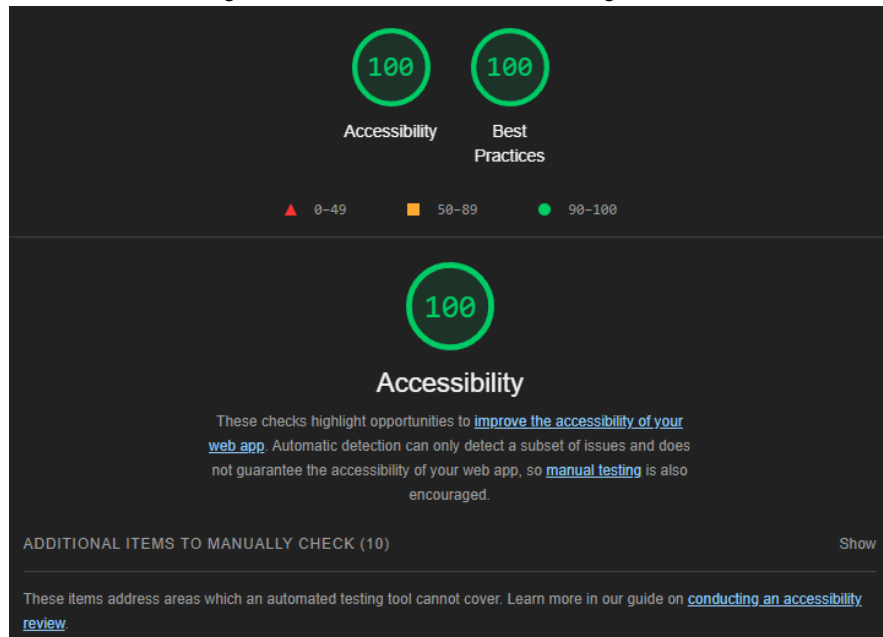 100 100
Accessibility Best
Practices
0–49 50–89 90–100
100
Accessibility
These checks highlight opportunities to improve the accessibility of your
web app. Automatic detection can only detect a subset of issues and does
not guarantee the accessibility of your web app, so manual testing is also
encouraged.
ADDITIONAL ITEMS TO MANUALLY CHECK (10) Show
These items address areas which an automated testing tool cannot cover. Learn more in our guide on conducting an accessibility
review.